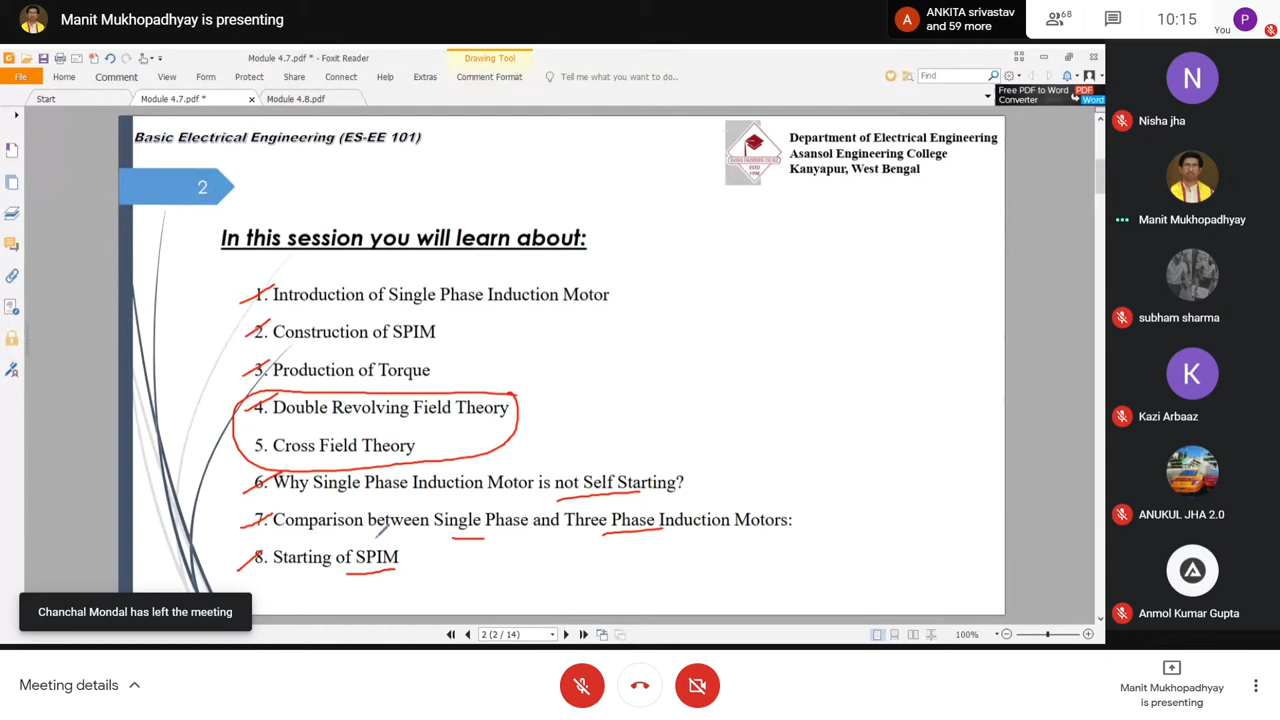 Manit Mukhopadhyay is presenting
A
ANKITA srivastav
and 59 more
68
10:15
You
P
Module 4.7.pdf * - Foxit Reader
Drawing Tool
File
Home
Comment
View
Form
Protect
Share
Connect
Help
Extras
Comment Format
Tell me what you want to do..
Find
Start
Module 4.7.pdf *
Module 4.8.pdf
Free PDF to Word
Converter
PDF
Word
Basic Electrical Engineering (ES-EE 101)
Department of Electrical Engineering
Asansol Engineering College
Kanyapur, West Bengal
2
In this session you will learn about:
1. Introduction of Single Phase Induction Motor
2. Construction of SPIM
3. Production of Torque
4. Double Revolving Field Theory
5. Cross Field Theory
6. Why Single Phase Induction Motor is not Self Starting?
7. Comparison between Single Phase and Three Phase Induction Motors:
8. Starting of SPIM
Chanchal Mondal has left the meeting
2 (2 / 14)
100%
N
Nisha jha
Manit Mukhopadhyay
subham sharma
K
Kazi Arbaaz
ANUKUL JHA 2.0
Anmol Kumar Gupta
Meeting details
Manit Mukhopadhyay
is presenting